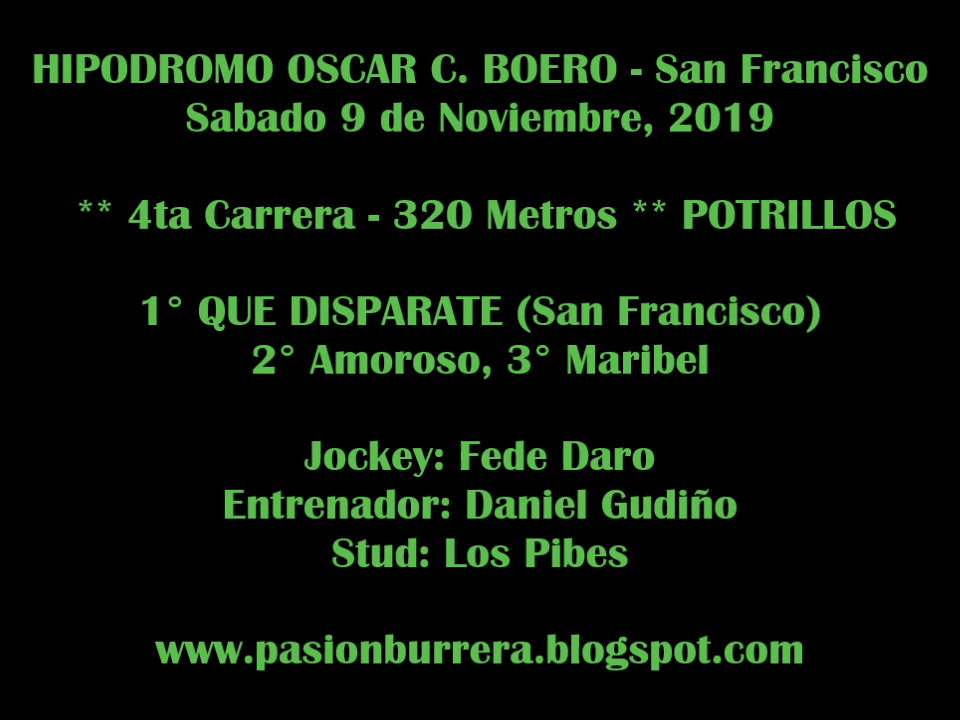 HIPODROMO OSCAR C. BOERO - San Francisco
Sabado 9 de Noviembre, 2019
** 4ta Carrera - 320 Metros ** POTRILLOS
1° QUE DISPARATE (San Francisco)
2° Amoroso, 3° Maribel
Jockey: Fede Daro
Entrenador: Daniel Gudiño
Stud: Los Pibes
www.pasionburrera.blogspot.com